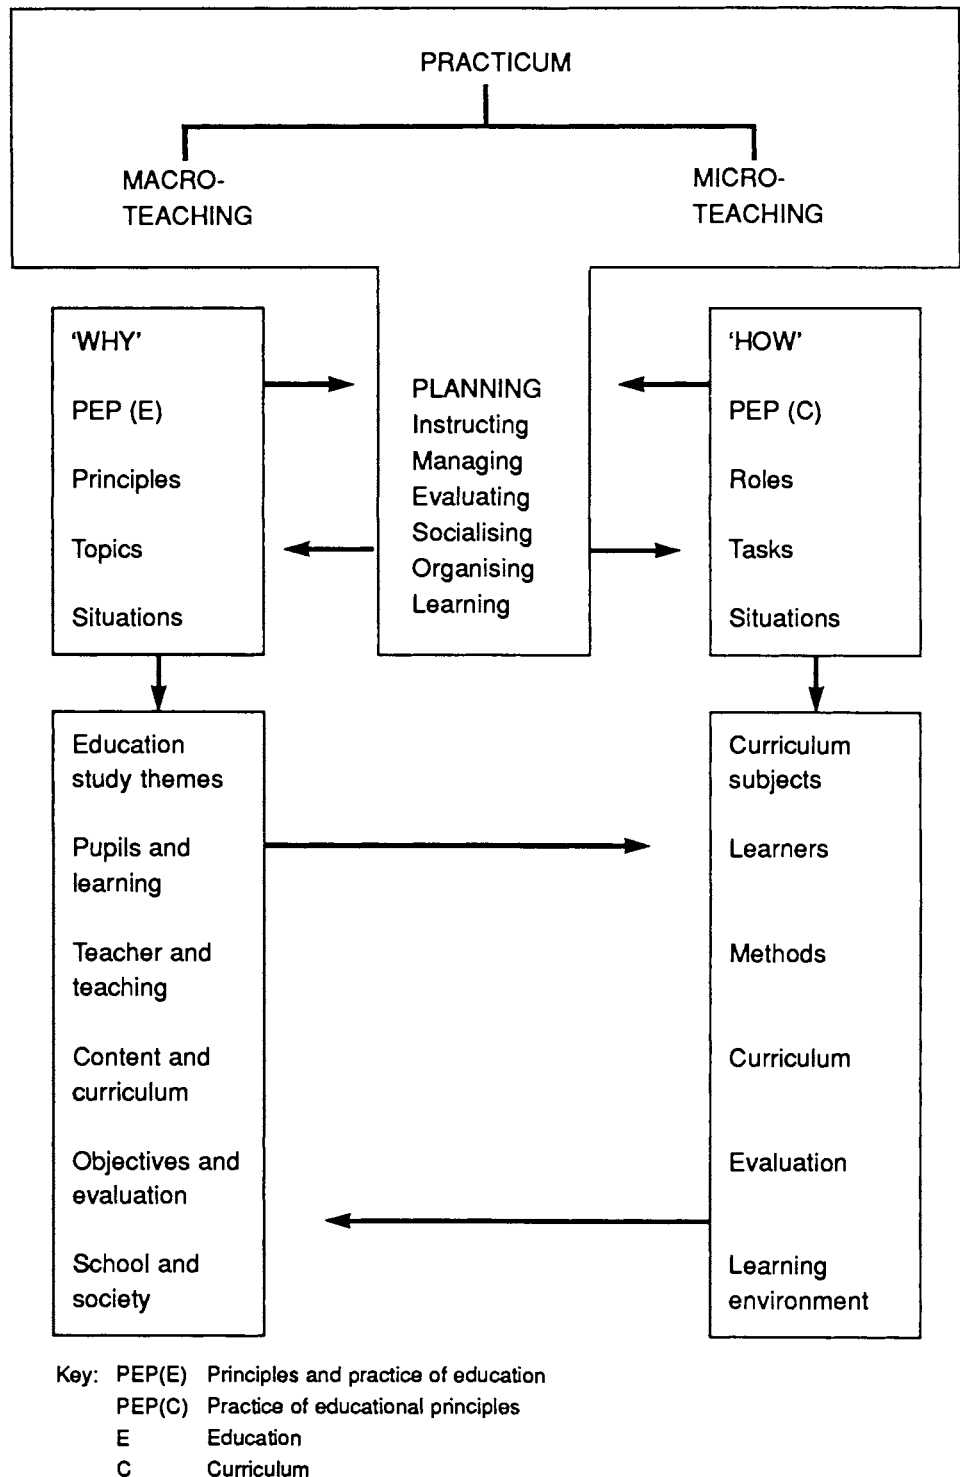 PRACTICUM
MACRO-
TEACHING
MICRO-
TEACHING
‘WHY’
PEP (E)
Principles
Topics
Situations
PLANNING
Instructing
Managing
Evaluating
Socialising
Organising
Learning
‘HOW’
PEP (C)
Roles
Tasks
Situations
Education
study themes
Pupils and
learning
Teacher and
teaching
Content and
curriculum
Objectives and
evaluation
School and
society
Curriculum
subjects
Learners
Methods
Curriculum
Evaluation
Learning
environment
Key: PEP(E) Principles and practice of education
PEP(C) Practice of educational principles
E Education
C Curriculum